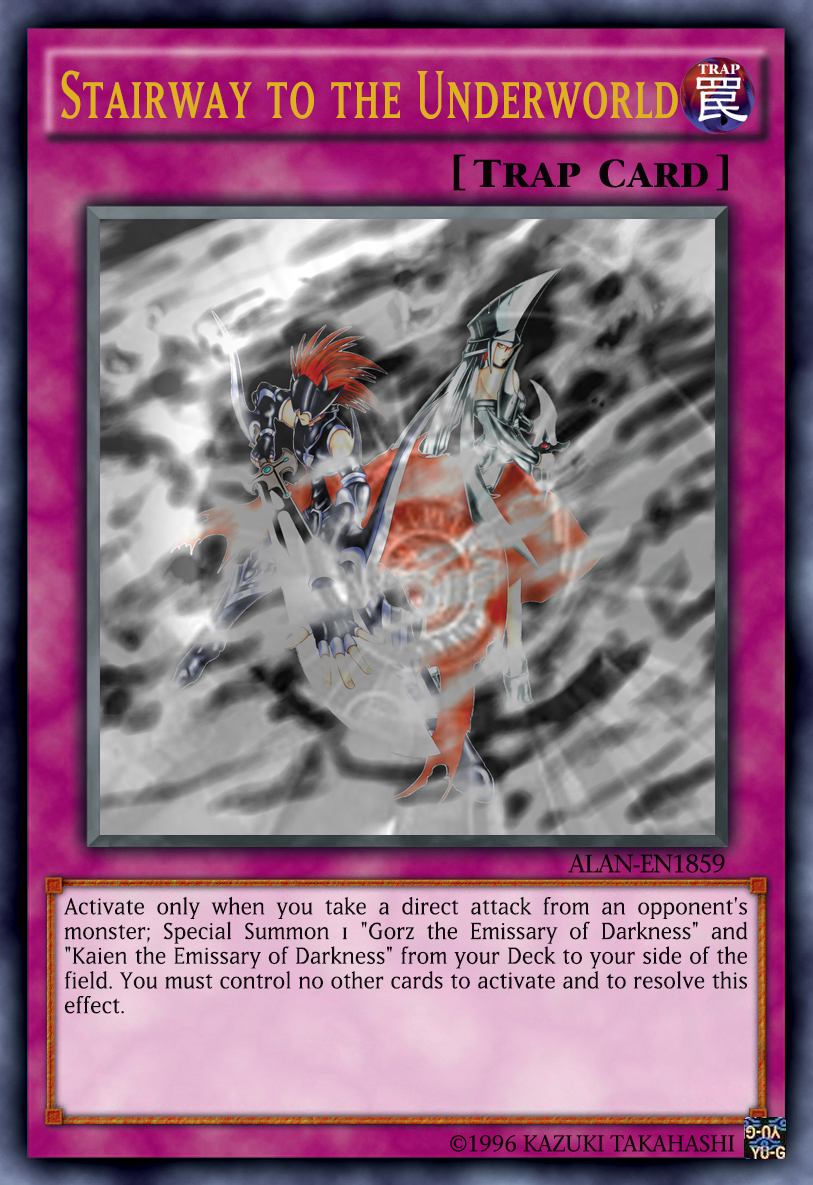 STAIRWAY TO THE UNDERWORLD
TRAP
罠
[TRAP CARD]
ALAN-EN1859
Activate only when you take a direct attack from an opponent's
monster; Special Summon 1 "Gorz the Emissary of Darkness" and
"Kaien the Emissary of Darkness" from your Deck to your side of the
field. You must control no other cards to activate and to resolve this
effect.
©1996 KAZUKI TAKAHASHI
YU-G
YU-G